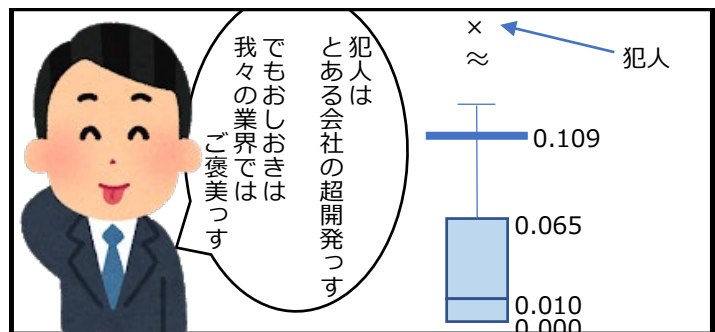 犯人は
とある会社の超開発っす
でもおしおきは
我々の業界では
ご褒美っす
×
≈
犯人
0.109
0.065
0.010
0.000